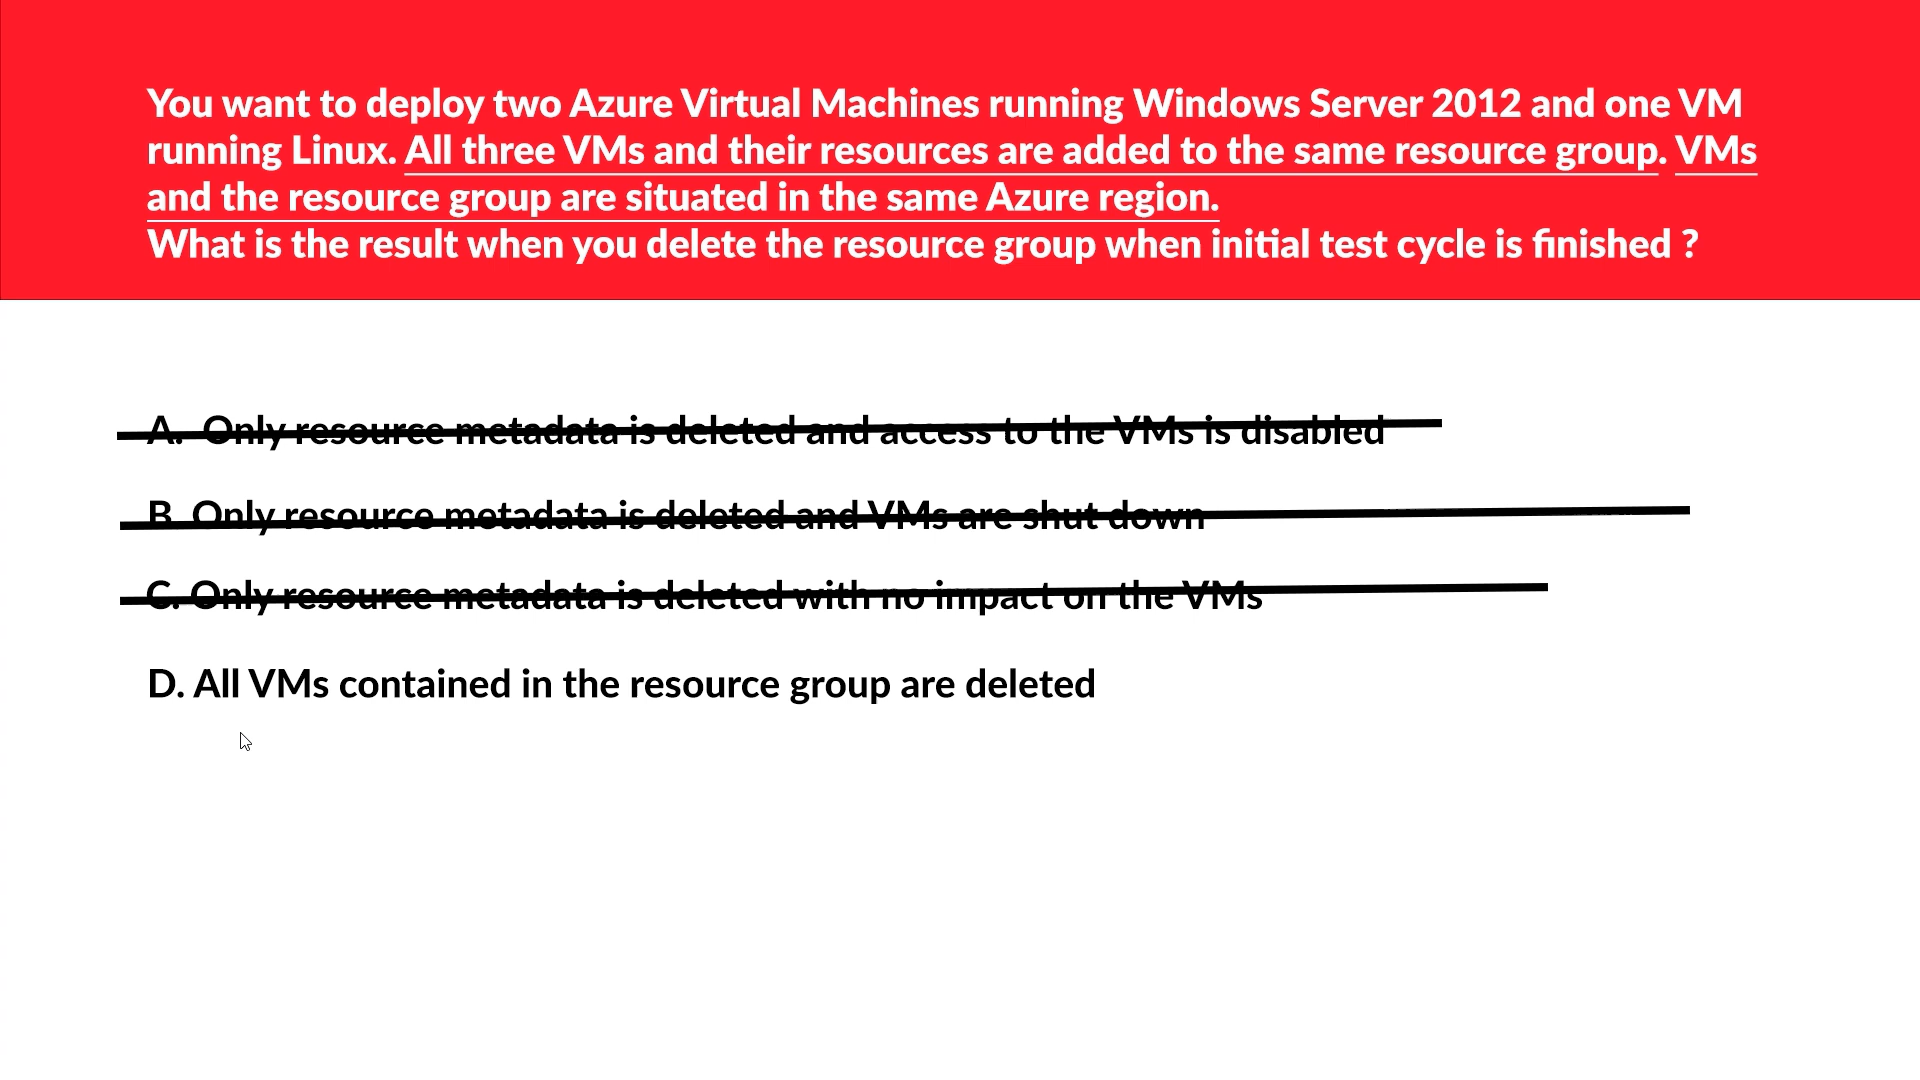 You want to deploy two Azure Virtual Machines running Windows Server 2012 and one VM
running Linux. All three VMs and their resources are added to the same resource group. VMs
and the resource group are situated in the same Azure region.
What is the result when you delete the resource group when initial test cycle is finished ?
A. Only resource metadata is deleted and access to the VMs is disabled
B. Only resource metadata is deleted and VMs are shut down
C. Only resource metadata is deleted with no impact on the VMs
D. All VMs contained in the resource group are deleted